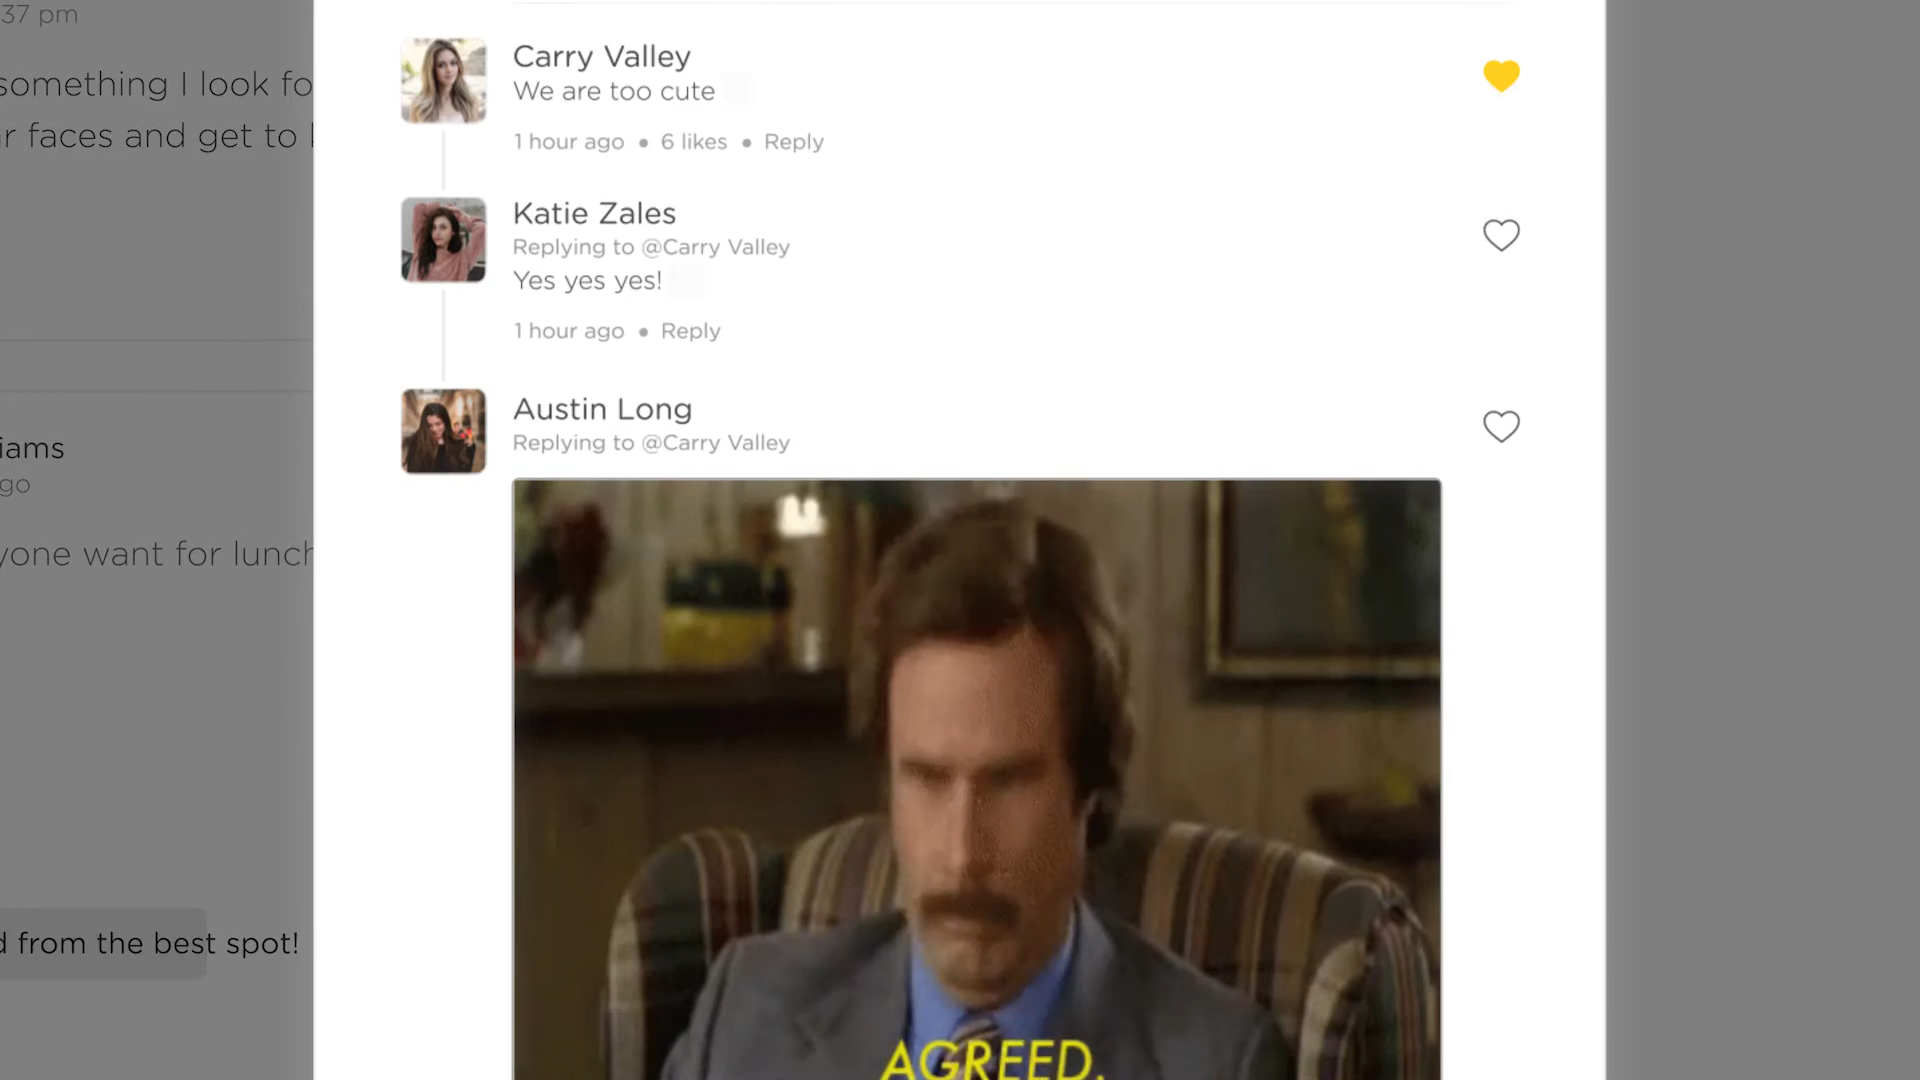 37 pm
something I look fo
r faces and get to
iams
go
yone want for lunch
d from the best spot!
Carry Valley
We are too cute
1 hour ago • 6 likes • Reply
Katie Zales
Replying to @Carry Valley
Yes yes yes!
1 hour ago • Reply
Austin Long
Replying to @Carry Valley
AGREED.